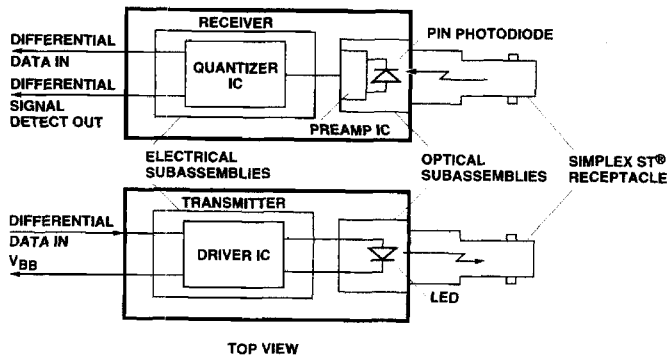 RECEIVER
DIFFERENTIAL
DATA IN
DIFFERENTIAL
SIGNAL
DETECT OUT
QUANTIZER
IC
PIN PHOTODIODE
PREAMP IC
ELECTRICAL
SUBASSEMBLIES
OPTICAL
SUBASSEMBLIES
SIMPLEX ST®
RECEPTACLE
TRANSMITTER
DIFFERENTIAL
DATA IN
VBB
DRIVER IC
LED
TOP VIEW